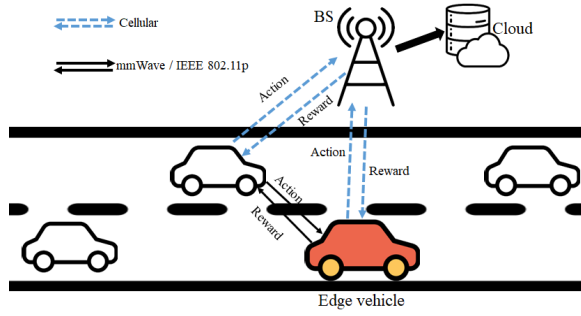 BS
Cellular
Cloud
mmWave / IEEE 802.11p
Action
Reward
Action
Reward
Action
Reward
Edge vehicle